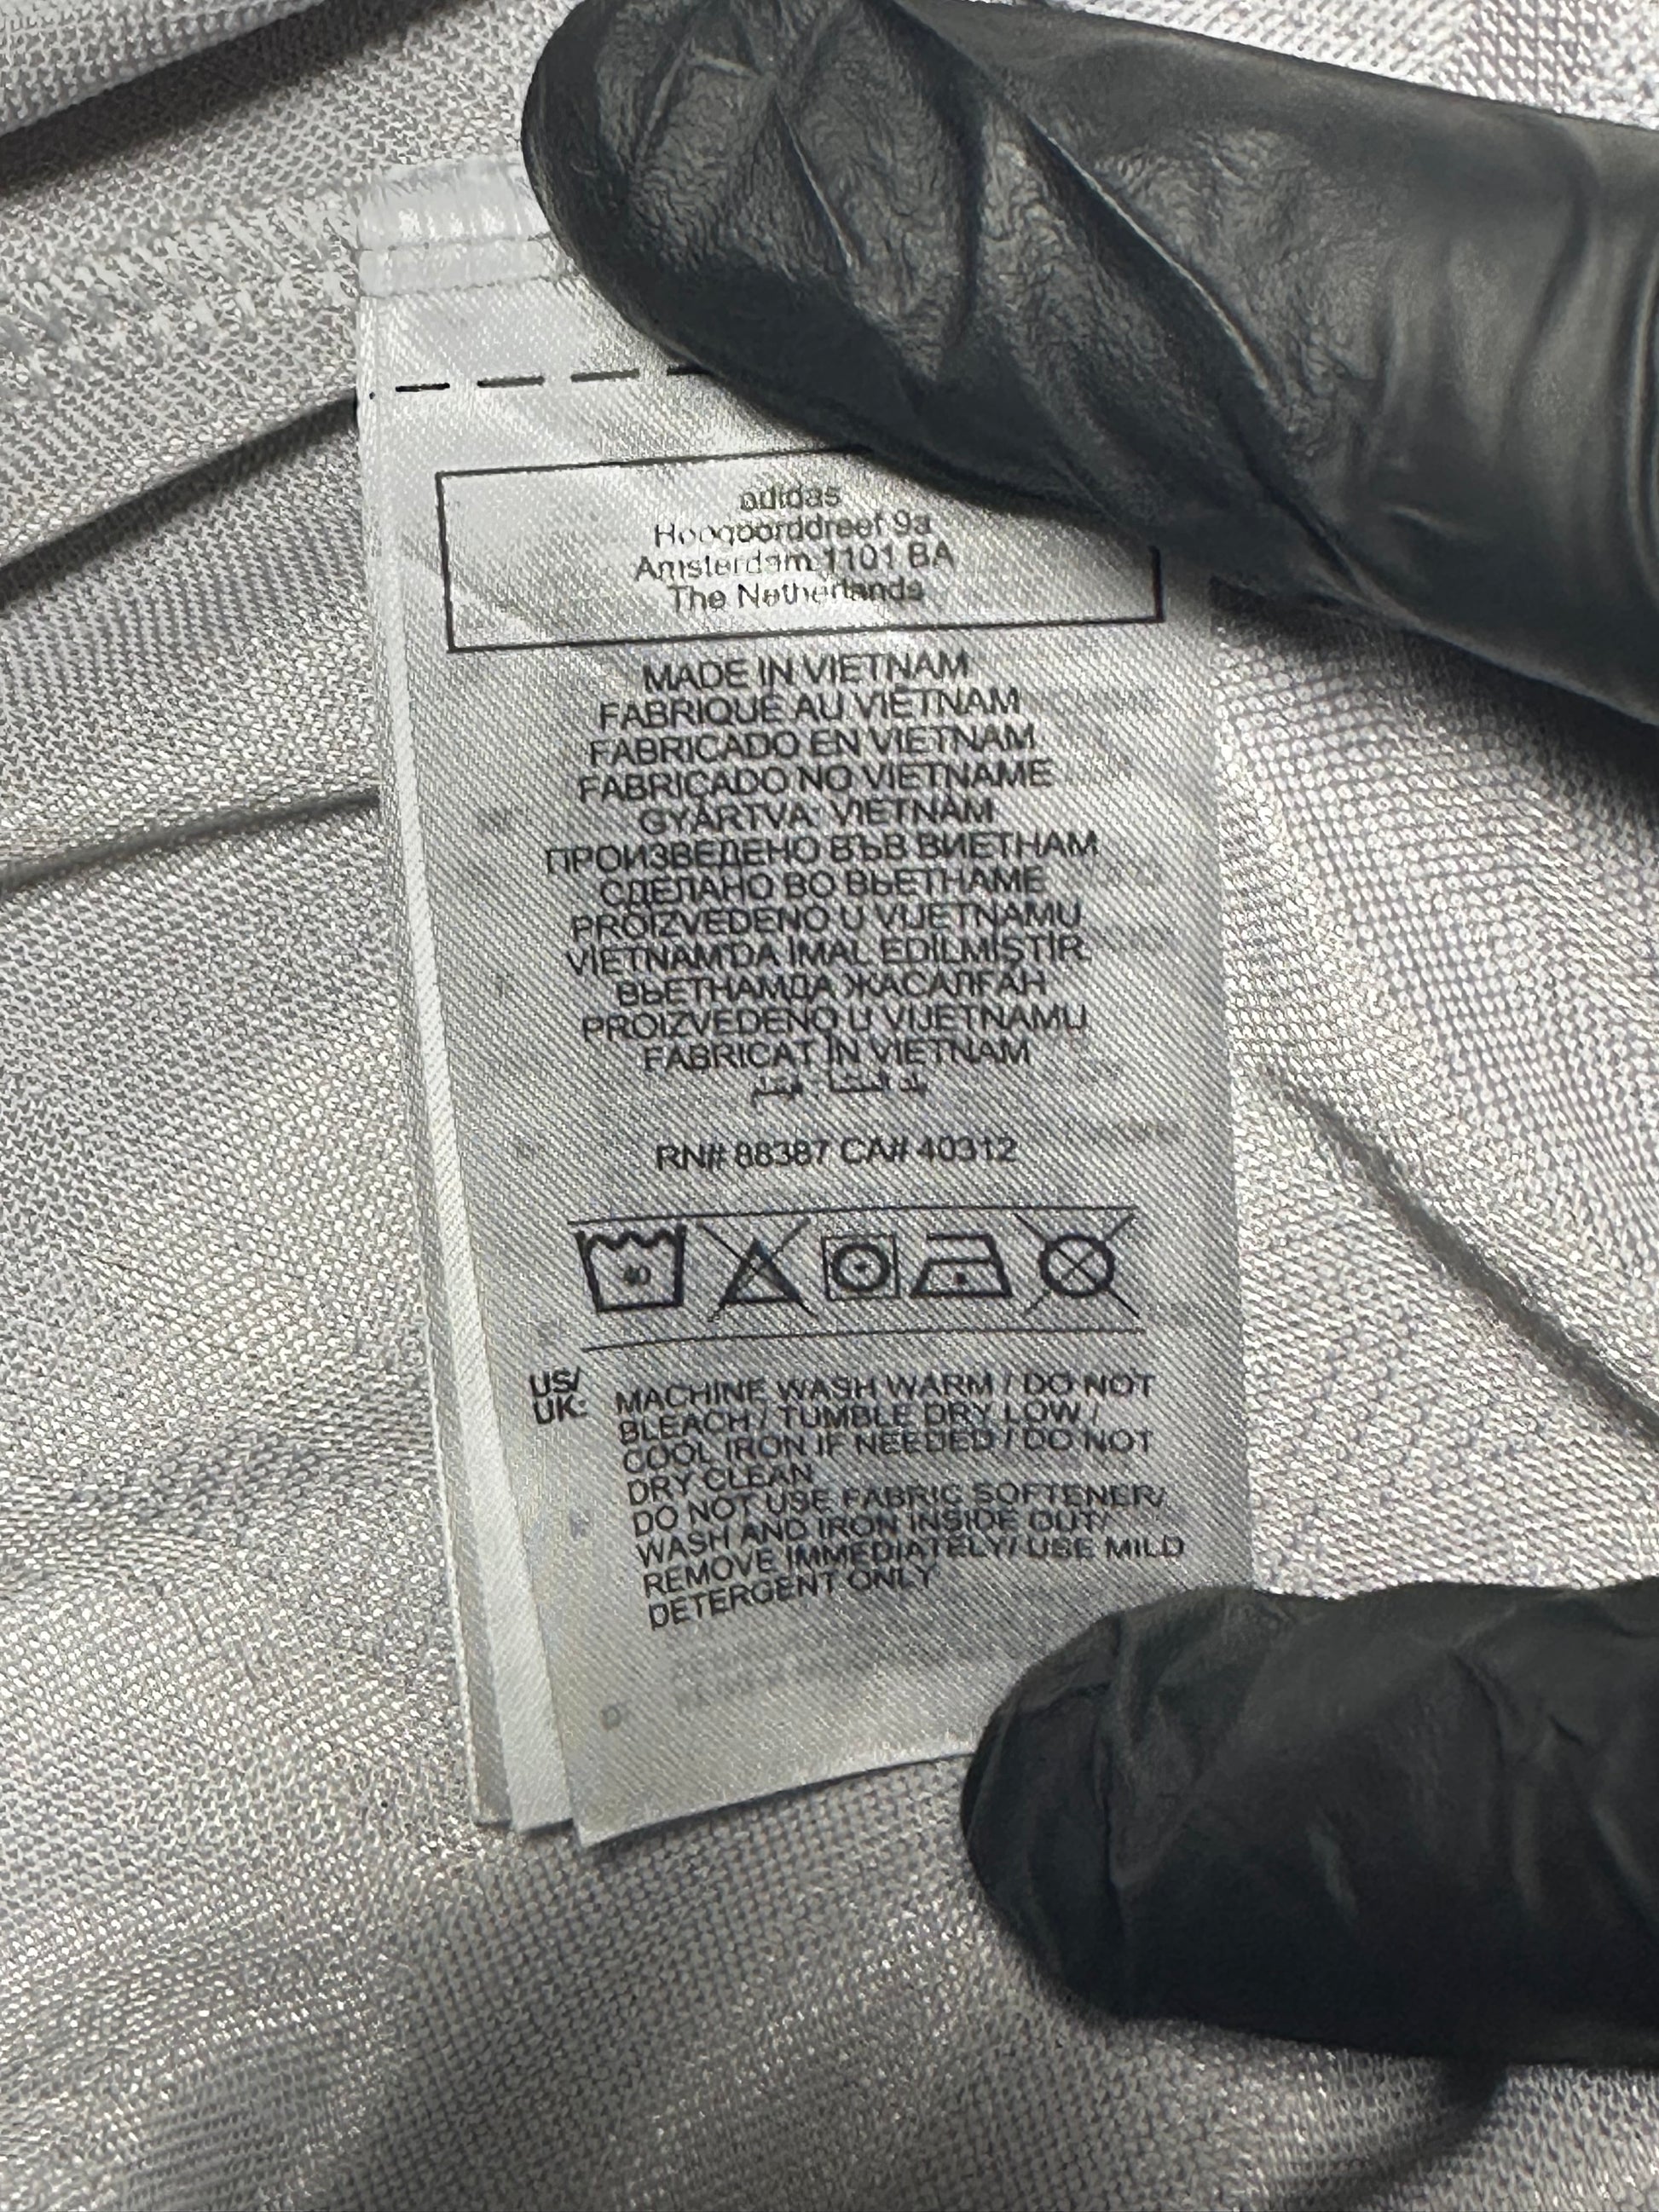 adidas
Hoogoorddreef 9a
Amsterdam 1101 BA
The Netherlands
MADE IN VIETNAM
FABRIQUÉ AU VIETNAM
FABRICADO EN VIETNAM
FABRICADO NO VIETNAME
GYÁRTVA: VIETNÁM
ПРОИЗВЕДЕНО ВЪВ ВИЕТНАМ
СДЕЛАНО ВО ВЬЕТНАМЕ
PROIZVEDENO U VIJETNAMU
VİETNAM'DA İMAL EDİLMİŞTİR.
ВЬЕТНАМДА ЖАСАЛҒАН
PROIZVEDENO U VIJETNAMU
FABRICAT ÎN VIETNAM
RN# 88387 CA# 40312
40
US/
UK:
MACHINE WASH WARM / DO NOT
BLEACH / TUMBLE DRY LOW /
COOL IRON IF NEEDED / DO NOT
DRY CLEAN
DO NOT USE FABRIC SOFTENER/
WASH AND IRON INSIDE OUT/
REMOVE IMMEDIATELY/ USE MILD
DETERGENT ONLY